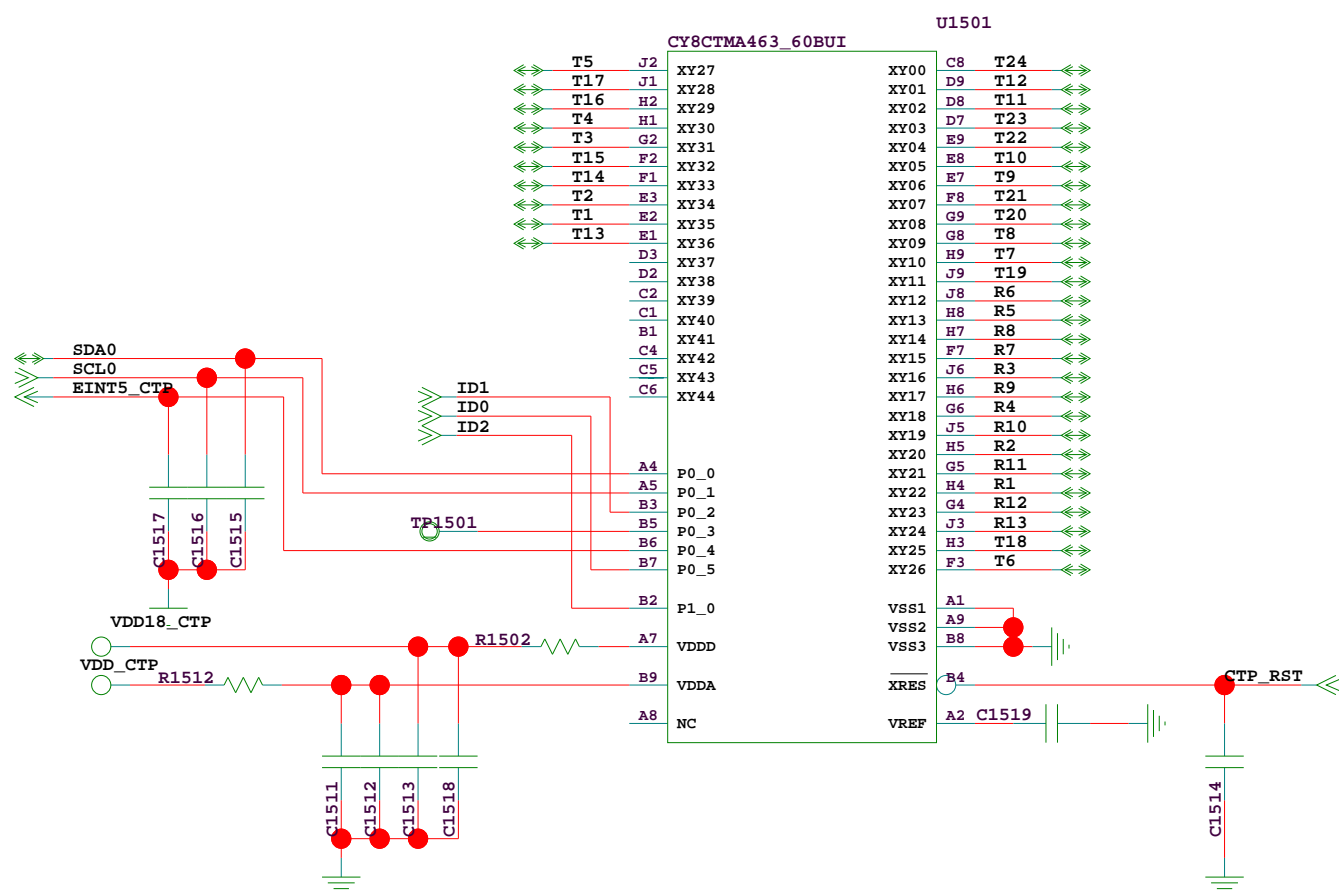 U1501
CY8CTMA463_60BUI
T5 J2 XY27 XY00 C8 T24
T17 J1 XY28 XY01 D9 T12
T16 H2 XY29 XY02 D8 T11
T4 H1 XY30 XY03 D7 T23
T3 G2 XY31 XY04 E9 T22
T15 F2 XY32 XY05 E8 T10
T14 F1 XY33 XY06 E7 T9
T2 E3 XY34 XY07 F8 T21
T1 E2 XY35 XY08 G9 T20
T13 E1 XY36 XY09 G8 T8
D3 XY37 XY10 H9 T7
D2 XY38 XY11 J9 T19
C2 XY39 XY12 J8 R6
C1 XY40 XY13 H8 R5
B1 XY41 XY14 H7 R8
SDA0 C4 XY42 XY15 F7 R7
SCL0 C5 XY43 XY16 J6 R3
EINT5_CTP ID1 C6 XY44 XY17 H6 R9
ID0 XY18 G6 R4
ID2 XY19 J5 R10
XY20 H5 R2
A4 P0_0 XY21 G5 R11
A5 P0_1 XY22 H4 R1
B3 P0_2 XY23 G4 R12
TP1501 B5 P0_3 XY24 J3 R13
B6 P0_4 XY25 H3 T18
B7 P0_5 XY26 F3 T6
C1517
C1516
C1515
B2 P1_0 VSS1 A1
VDD18_CTP VSS2 A9
R1502 A7 VDDD VSS3 B8
VDD_CTP
R1512 B9 VDDA XRES B4 CTP_RST
A8 NC VREF A2 C1519
C1511
C1512
C1513
C1518
C1514